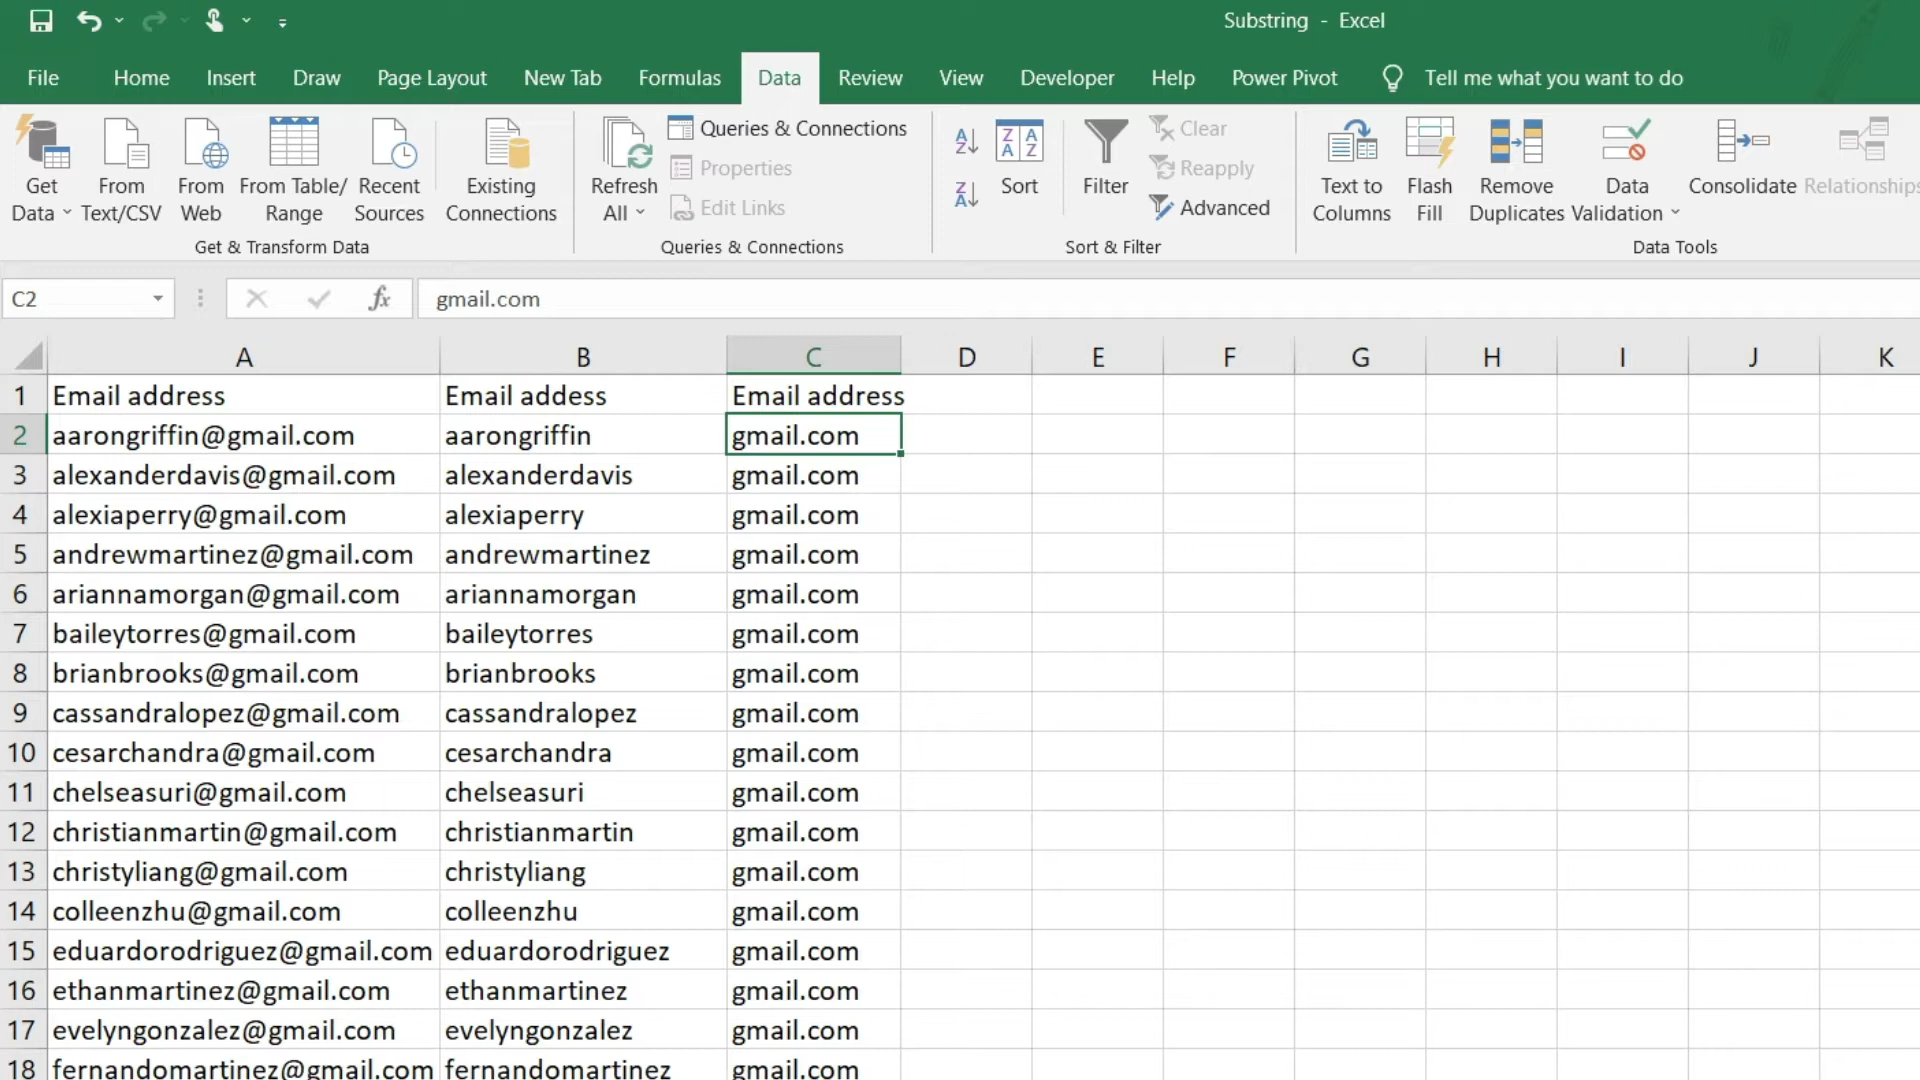 Substring - Excel
File Home Insert Draw Page Layout New Tab Formulas Data Review View Developer Help Power Pivot Tell me what you want to do
Get Data
From Text/CSV
From Web
From Table/ Range
Recent Sources
Existing Connections
Get & Transform Data
Refresh All
Queries & Connections
Properties
Edit Links
Queries & Connections
A Z
Z A
Z A A Z
Sort
Filter
Clear
Reapply
Advanced
Sort & Filter
Text to Columns
Flash Fill
Remove Duplicates
Data Validation
Consolidate
Relationships
Data Tools
C2 fx gmail.com
A B C D E F G H I J K
1 Email address Email addess Email address
2 aarongriffin@gmail.com aarongriffin gmail.com
3 alexanderdavis@gmail.com alexanderdavis gmail.com
4 alexiaperry@gmail.com alexiaperry gmail.com
5 andrewmartinez@gmail.com andrewmartinez gmail.com
6 ariannamorgan@gmail.com ariannamorgan gmail.com
7 baileytorres@gmail.com baileytorres gmail.com
8 brianbrooks@gmail.com brianbrooks gmail.com
9 cassandralopez@gmail.com cassandralopez gmail.com
10 cesarchandra@gmail.com cesarchandra gmail.com
11 chelseasuri@gmail.com chelseasuri gmail.com
12 christianmartin@gmail.com christianmartin gmail.com
13 christyliang@gmail.com christyliang gmail.com
14 colleenzhu@gmail.com colleenzhu gmail.com
15 eduardorodriguez@gmail.com eduardorodriguez gmail.com
16 ethanmartinez@gmail.com ethanmartinez gmail.com
17 evelyngonzalez@gmail.com evelyngonzalez gmail.com
18 fernandomartinez@gmail.com fernandomartinez gmail.com